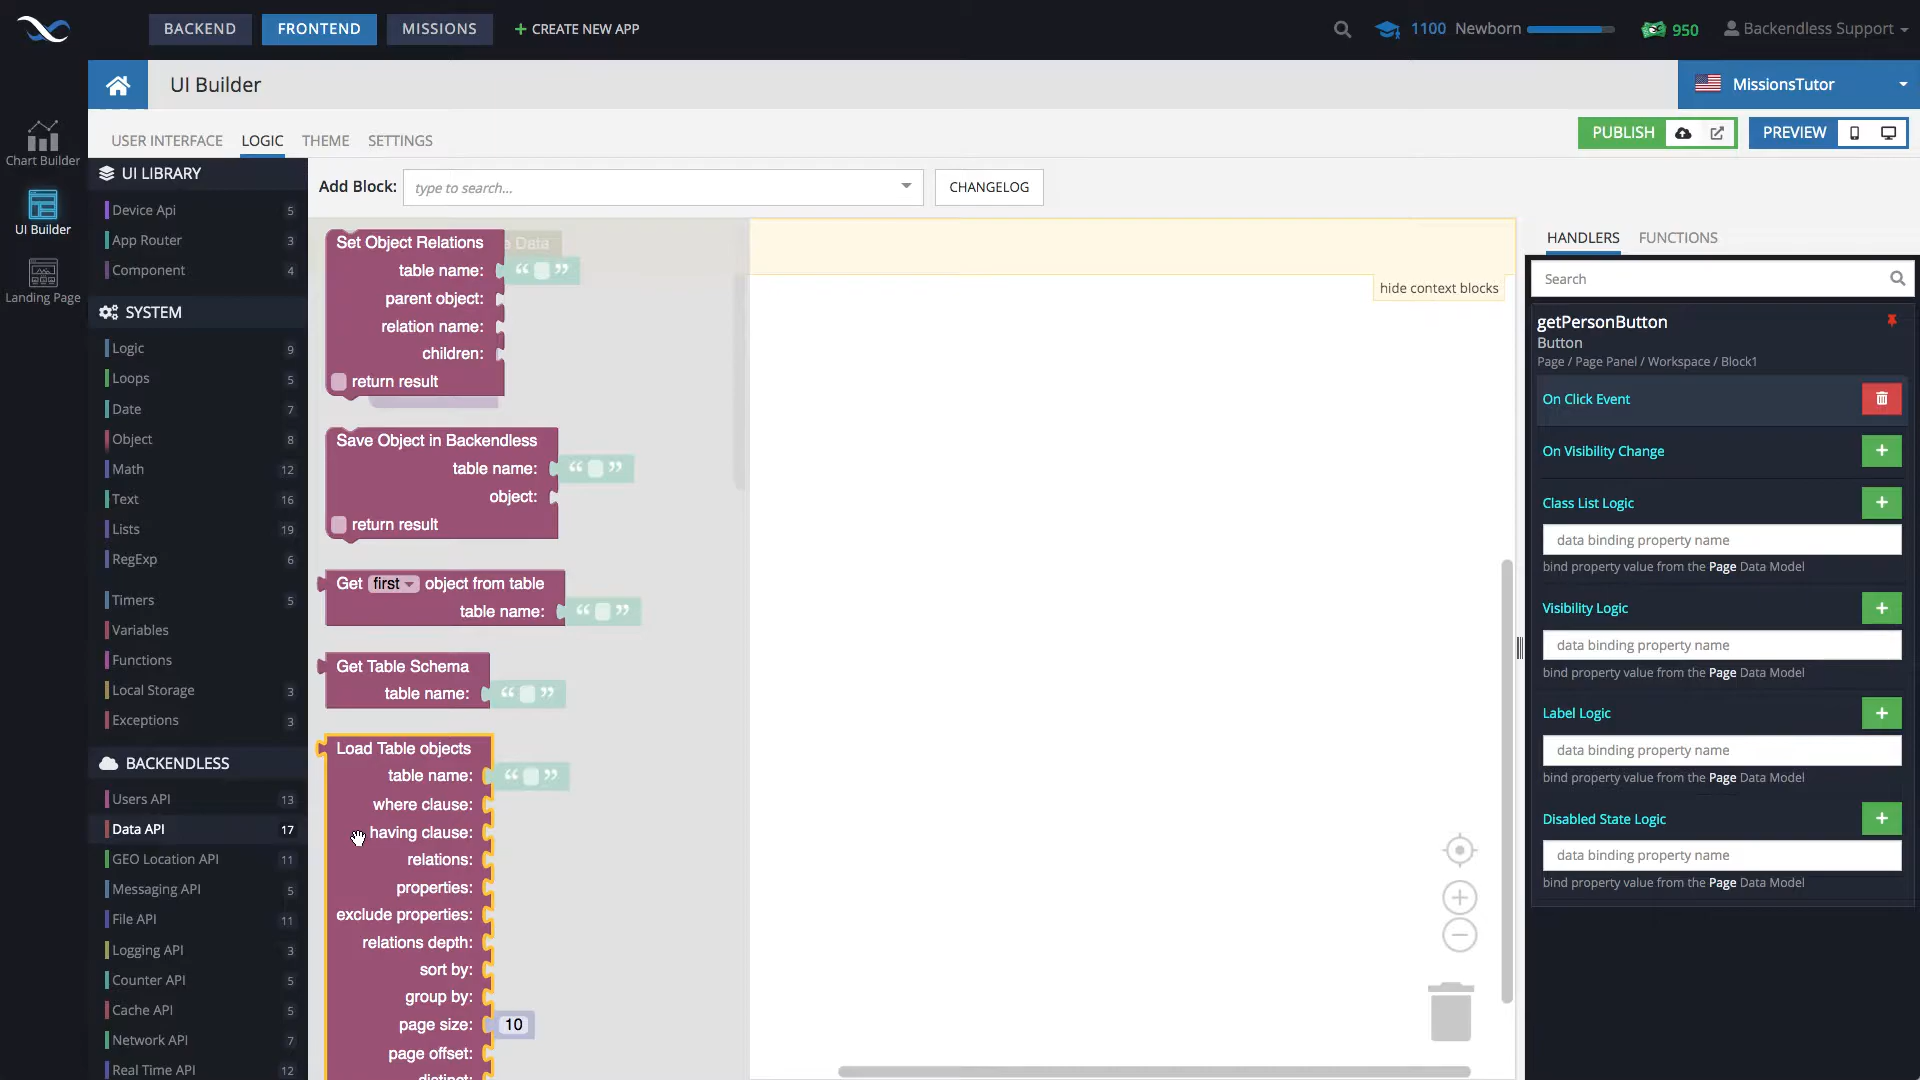 BACKEND
FRONTEND
MISSIONS
+ CREATE NEW APP
1100 Newborn
950
Backendless Support
UI Builder
MissionsTutor
USER INTERFACE
LOGIC
THEME
SETTINGS
PUBLISH
PREVIEW
Chart Builder
UI Builder
Landing Page
UI LIBRARY
Device Api 5
App Router 3
Component 4
SYSTEM
Logic 9
Loops 5
Date 7
Object 8
Math 12
Text 16
Lists 19
RegExp 6
Timers 5
Variables
Functions
Local Storage 3
Exceptions 3
BACKENDLESS
Users API 13
Data API 17
GEO Location API 11
Messaging API 5
File API 11
Logging API 3
Counter API 5
Cache API 5
Network API 7
Real Time API 12
Add Block:
type to search...
CHANGELOG
Set Object Relations
Data
table name: “ ”
parent object:
relation name:
children:
return result
Save Object in Backendless
table name: “ ”
object:
return result
Get first object from table
table name: “ ”
Get Table Schema
table name: “ ”
Load Table objects
table name: “ ”
where clause:
having clause:
relations:
properties:
exclude properties:
relations depth:
sort by:
group by:
page size: 10
page offset:
distinct:
hide context blocks
HANDLERS
FUNCTIONS
Search
getPersonButton
Button
Page / Page Panel / Workspace / Block1
On Click Event
On Visibility Change
Class List Logic
data binding property name
bind property value from the Page Data Model
Visibility Logic
data binding property name
bind property value from the Page Data Model
Label Logic
data binding property name
bind property value from the Page Data Model
Disabled State Logic
data binding property name
bind property value from the Page Data Model